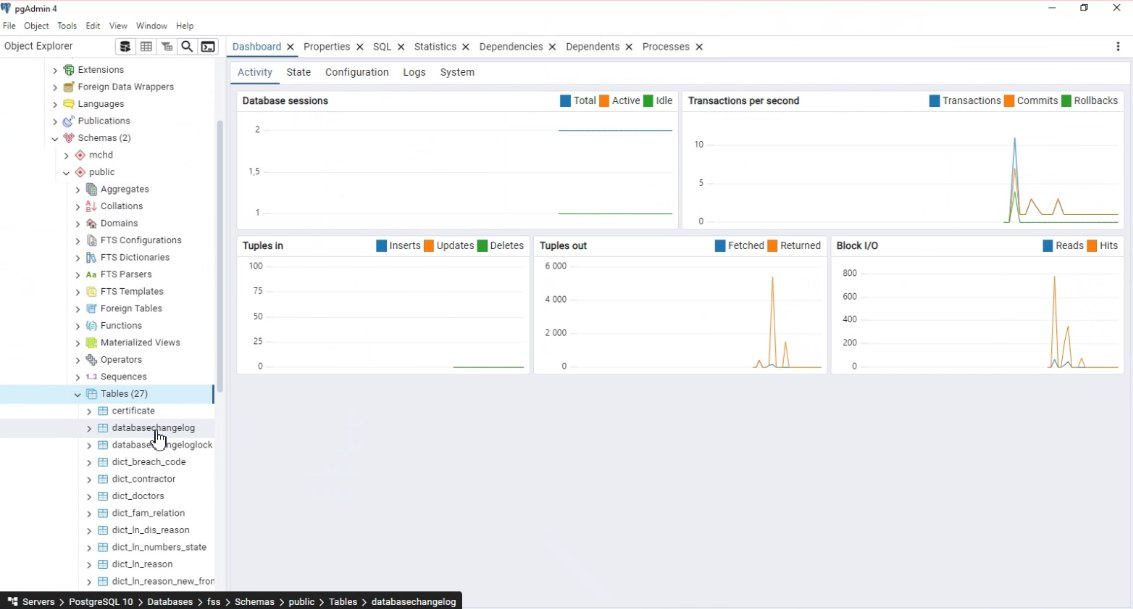 pgAdmin 4
File Object Tools Edit View Window Help
Object Explorer
Dashboard Properties SQL Statistics Dependencies Dependents Processes
Activity State Configuration Logs System
Extensions
Foreign Data Wrappers
Languages
Publications
Schemas (2)
mchd
public
Aggregates
Collations
Domains
FTS Configurations
FTS Dictionaries
FTS Parsers
FTS Templates
Foreign Tables
Functions
Materialized Views
Operators
1..3 Sequences
Tables (27)
certificate
databasechangelog
databasechangeloglock
dict_breach_code
dict_contractor
dict_doctors
dict_fam_relation
dict_ln_dis_reason
dict_ln_numbers_state
dict_ln_reason
dict_ln_reason_new_fron
Database sessions Total Active Idle
2
1,5
1
Transactions per second Transactions Commits Rollbacks
10
5
0
Tuples in Inserts Updates Deletes
100
75
50
25
0
Tuples out Fetched Returned
6 000
4 000
2 000
0
Block I/O Reads Hits
800
600
400
200
0
Servers > PostgreSQL 10 > Databases > fss > Schemas > public > Tables > databasechangelog